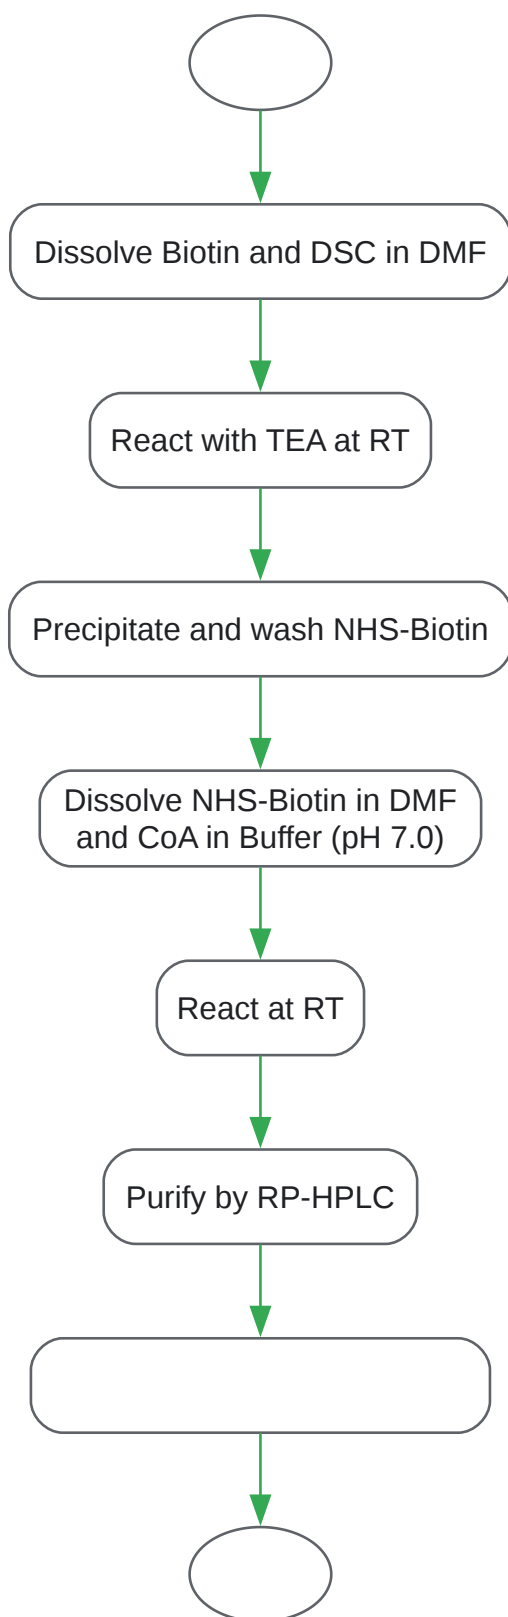 Dissolve Biotin and DSC in DMF
React with TEA at RT
Precipitate and wash NHS-Biotin
Dissolve NHS-Biotin in DMF
and CoA in Buffer (pH 7.0)
React at RT
Purify by RP-HPLC